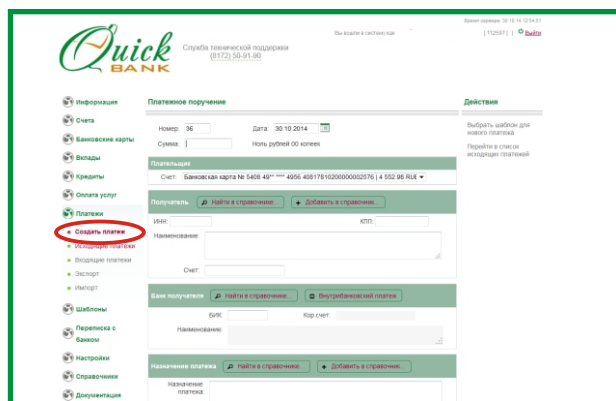 Время сервера: 30.10.14 12:54:51
Quick
BANK
Служба технической поддержки
(8172) 50-91-90
Вы вошли в систему как
[112597] | Выйти
Информация
Счета
Банковские карты
Вклады
Кредиты
Оплата услуг
Платежи
Создать платеж
Исходящие платежи
Входящие платежи
Экспорт
Импорт
Шаблоны
Переписка с
банком
Настройки
Справочники
Документация
Платежное поручение
Номер: 36 Дата: 30.10.2014
Сумма: Ноль рублей 00 копеек
Плательщик
Счет: Банковская карта № 5408 49** **** 4956 40817810200000002576 | 4 552.98 RUB
Получатель Найти в справочнике... Добавить в справочник...
ИНН: КПП:
Наименование:
Счет:
Банк получателя Найти в справочнике... Внутрибанковский платеж
БИК: Кор.счет:
Наименование:
Назначение платежа Найти в справочнике... Добавить в справочник...
Назначение
платежа:
Действия
Выбрать шаблон для
нового платежа
Перейти в список
исходящих платежей